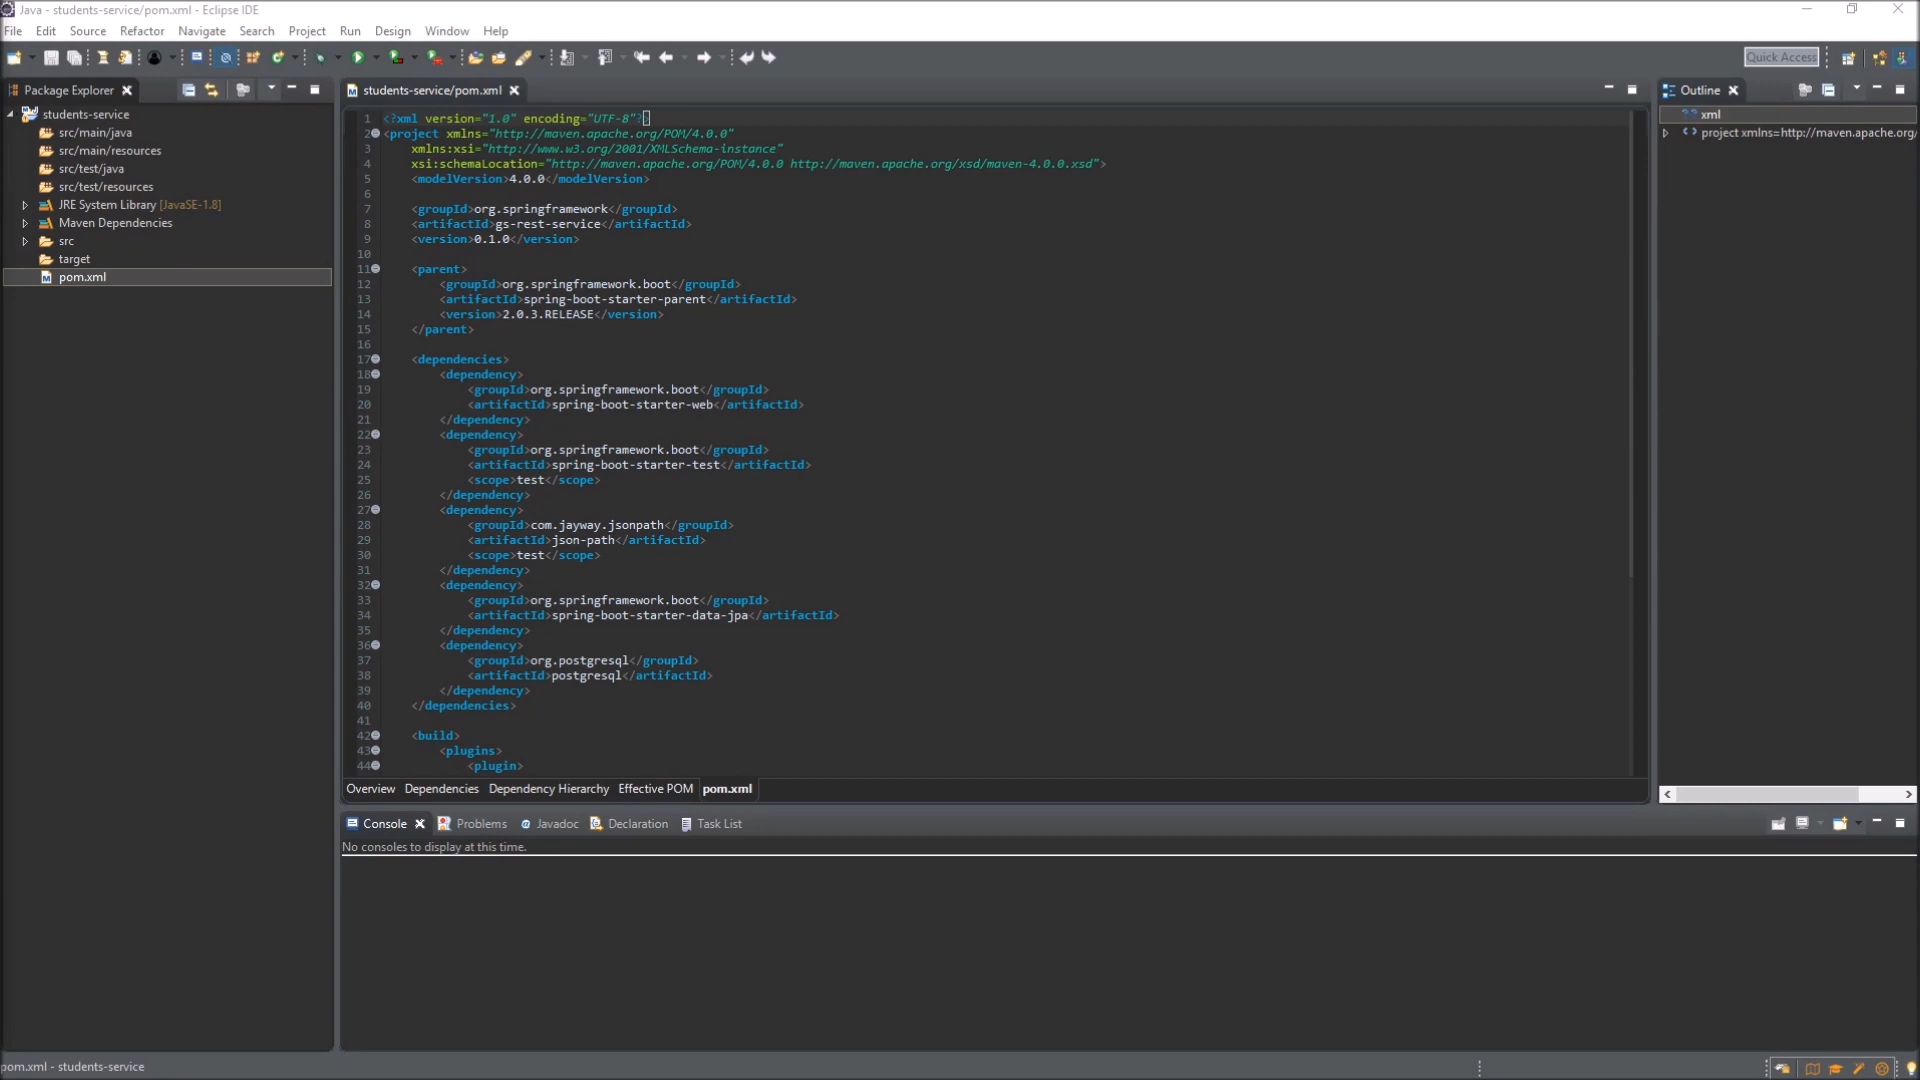 Java - students-service/pom.xml - Eclipse IDE
File Edit Source Refactor Navigate Search Project Run Design Window Help
Quick Access
Package Explorer
students-service
src/main/java
src/main/resources
src/test/java
src/test/resources
JRE System Library [JavaSE-1.8]
Maven Dependencies
src
target
pom.xml
students-service/pom.xml
1 <?xml version="1.0" encoding="UTF-8"?>
2 <project xmlns="http://maven.apache.org/POM/4.0.0"
3 xmlns:xsi="http://www.w3.org/2001/XMLSchema-instance"
4 xsi:schemaLocation="http://maven.apache.org/POM/4.0.0 http://maven.apache.org/xsd/maven-4.0.0.xsd">
5 <modelVersion>4.0.0</modelVersion>
6
7 <groupId>org.springframework</groupId>
8 <artifactId>gs-rest-service</artifactId>
9 <version>0.1.0</version>
10
11 <parent>
12 <groupId>org.springframework.boot</groupId>
13 <artifactId>spring-boot-starter-parent</artifactId>
14 <version>2.0.3.RELEASE</version>
15 </parent>
16
17 <dependencies>
18 <dependency>
19 <groupId>org.springframework.boot</groupId>
20 <artifactId>spring-boot-starter-web</artifactId>
21 </dependency>
22 <dependency>
23 <groupId>org.springframework.boot</groupId>
24 <artifactId>spring-boot-starter-test</artifactId>
25 <scope>test</scope>
26 </dependency>
27 <dependency>
28 <groupId>com.jayway.jsonpath</groupId>
29 <artifactId>json-path</artifactId>
30 <scope>test</scope>
31 </dependency>
32 <dependency>
33 <groupId>org.springframework.boot</groupId>
34 <artifactId>spring-boot-starter-data-jpa</artifactId>
35 </dependency>
36 <dependency>
37 <groupId>org.postgresql</groupId>
38 <artifactId>postgresql</artifactId>
39 </dependency>
40 </dependencies>
41
42 <build>
43 <plugins>
44 <plugin>
Overview Dependencies Dependency Hierarchy Effective POM pom.xml
Outline
xml
project xmlns=http://maven.apache.org/
Console Problems Javadoc Declaration Task List
No consoles to display at this time.
pom.xml - students-service